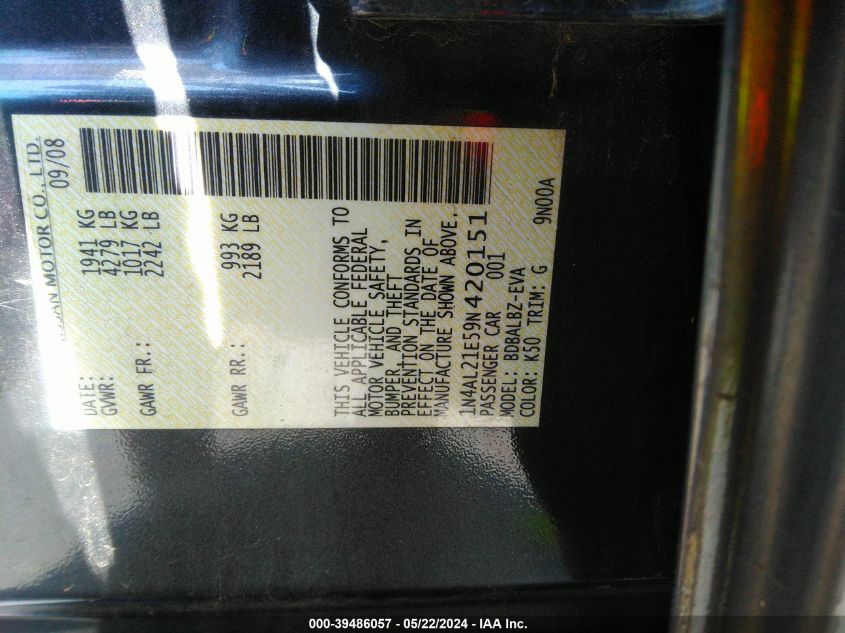 MOTOR CO., LTD.
DATE: 09/08
GVWR: 1941 KG
4279 LB
GAWR FR.: 1017 KG
2242 LB
GAWR RR.: 993 KG
2189 LB
THIS VEHICLE CONFORMS TO
ALL APPLICABLE FEDERAL
MOTOR VEHICLE SAFETY,
BUMPER, AND THEFT
PREVENTION STANDARDS IN
EFFECT ON THE DATE OF
MANUFACTURE SHOWN ABOVE.
1N4AL21E59N420151
PASSENGER CAR 001
MODEL: BDBALBZ-EVA
COLOR: K50 TRIM: G 9N00A
000-39486057 - 05/22/2024 - IAA Inc.